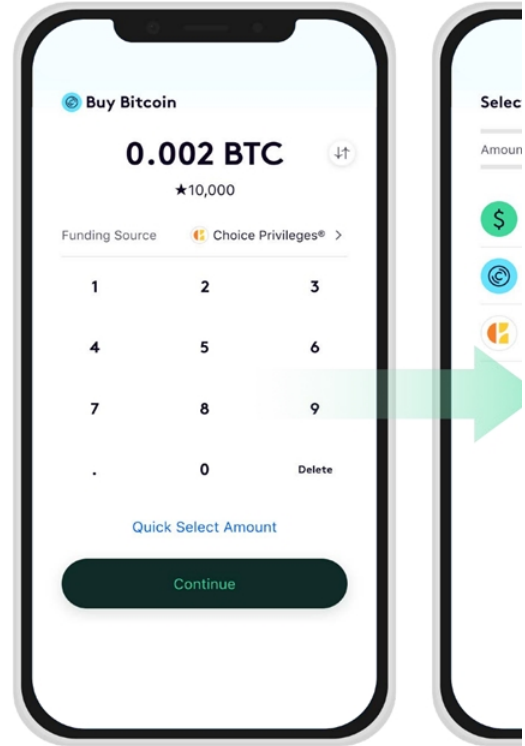 Buy Bitcoin
0.002 BTC
★10,000
Funding Source Choice Privileges® >
1 2 3
4 5 6
7 8 9
. 0 Delete
Quick Select Amount
Continue
Selec
Amoun
$